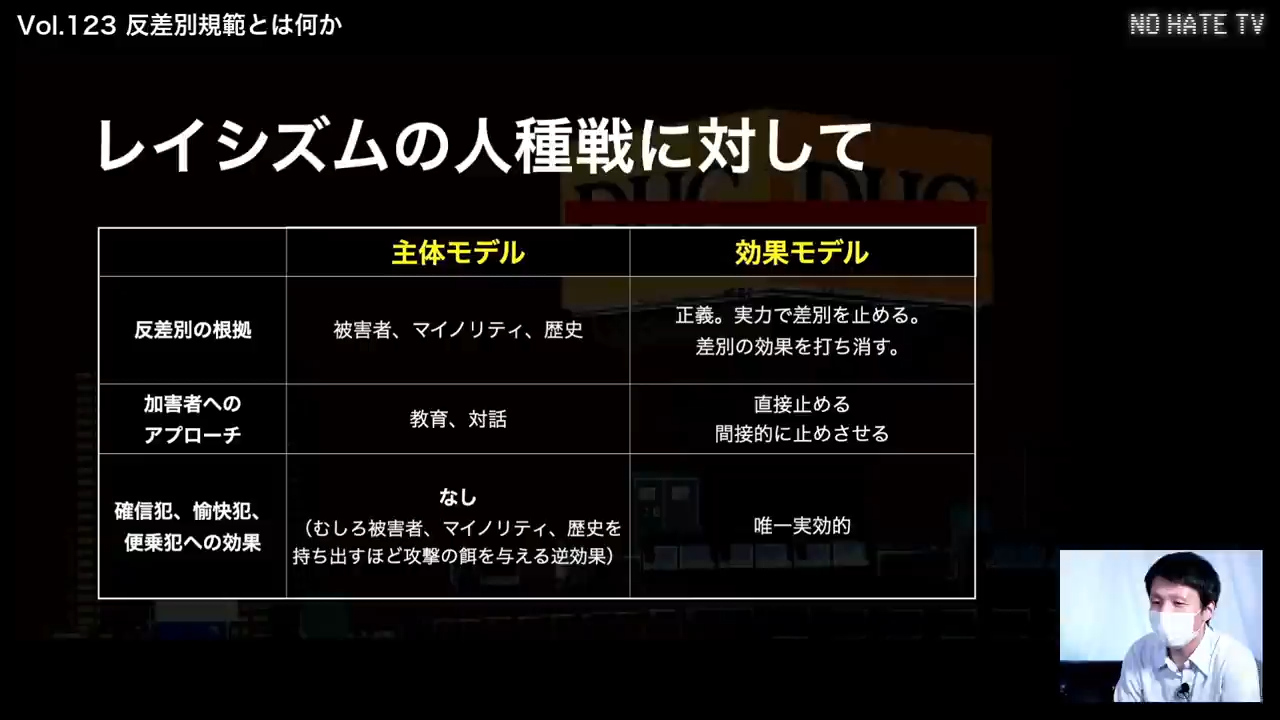 Vol.123 反差別規範とは何か
NO HATE TV
レイシズムの人種戦に対して
DHC DHC
主体モデル
効果モデル
反差別の根拠
被害者、マイノリティ、歴史
正義。実力で差別を止める。
差別の効果を打ち消す。
加害者への
アプローチ
教育、対話
直接止める
間接的に止めさせる
確信犯、愉快犯、
便乗犯への効果
なし
（むしろ被害者、マイノリティ、歴史を
持ち出すほど攻撃の餌を与える逆効果）
唯一実効的